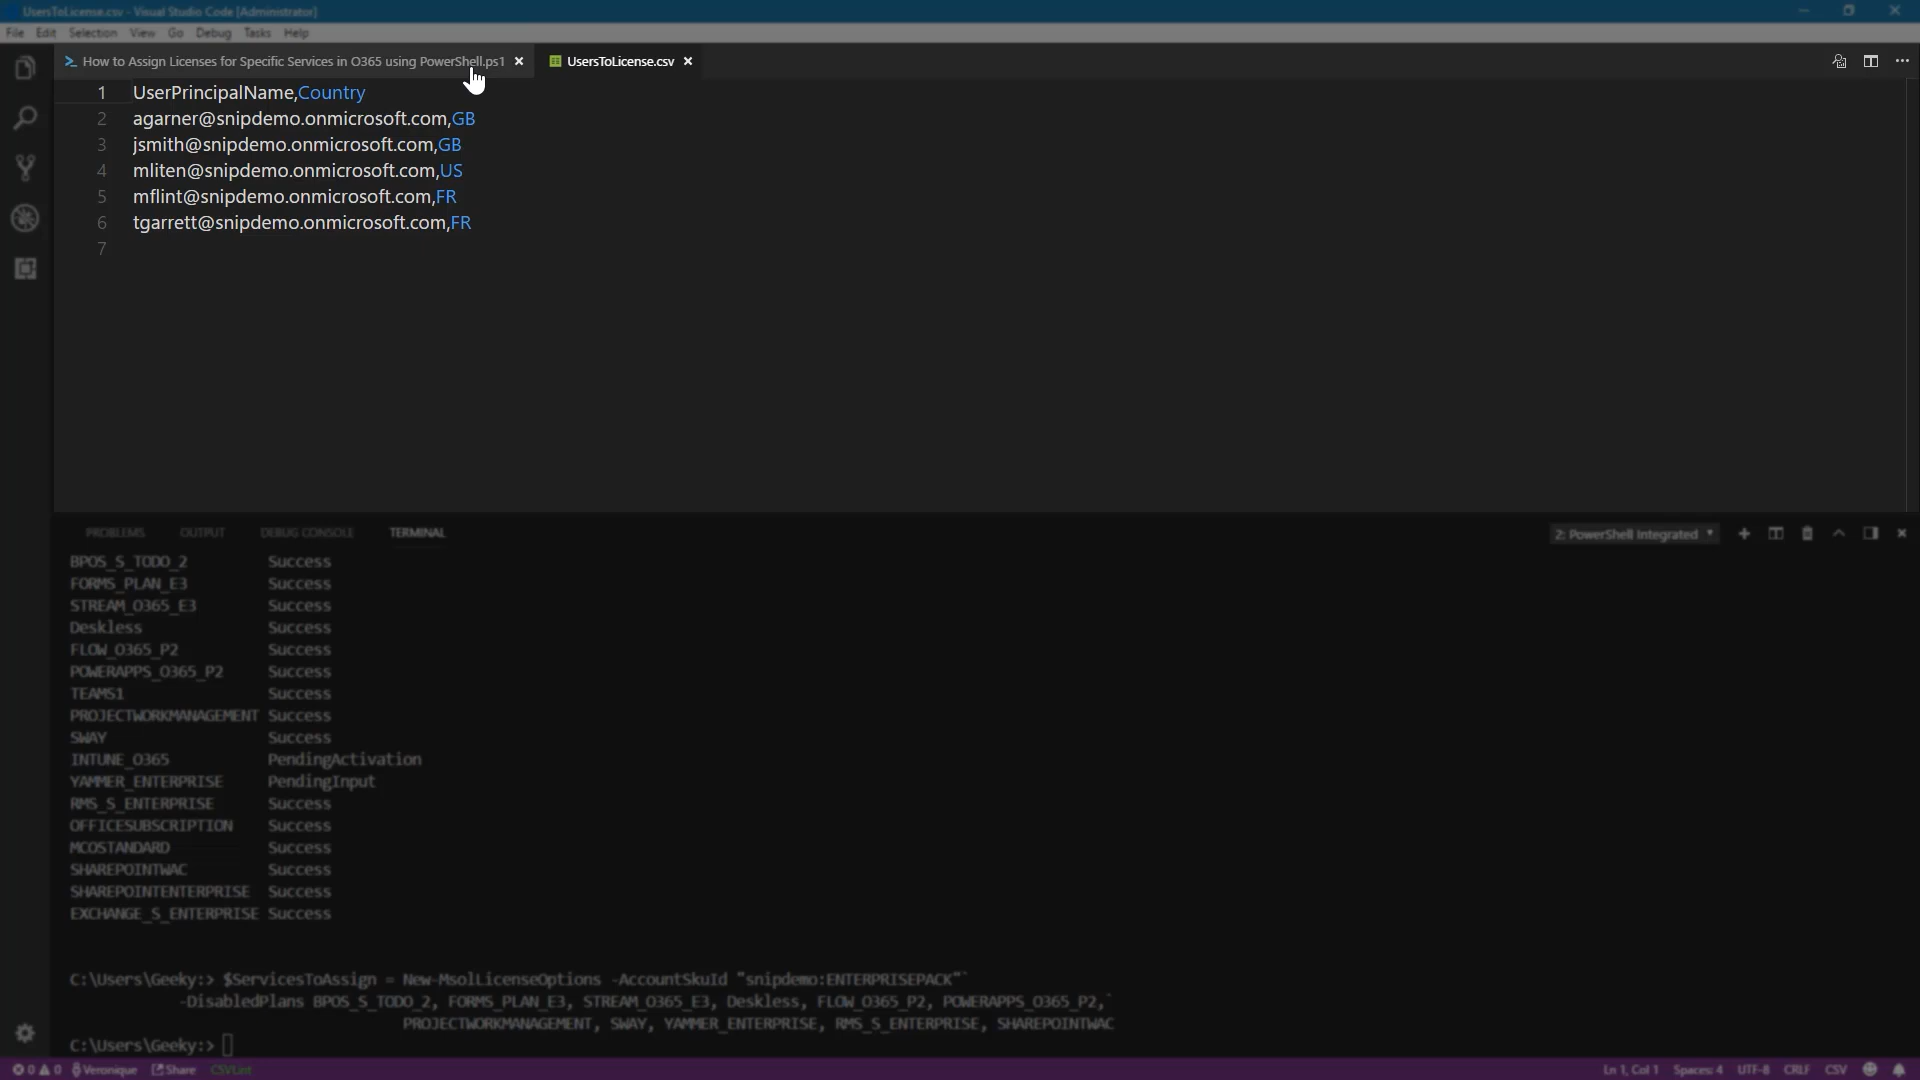 UsersToLicense.csv - Visual Studio Code [Administrator]
File Edit Selection View Go Debug Tasks Help
How to Assign Licenses for Specific Services in O365 using PowerShell.ps1 UsersToLicense.csv
1 UserPrincipalName,Country
2 agarner@snipdemo.onmicrosoft.com,GB
3 jsmith@snipdemo.onmicrosoft.com,GB
4 mliten@snipdemo.onmicrosoft.com,US
5 mflint@snipdemo.onmicrosoft.com,FR
6 tgarrett@snipdemo.onmicrosoft.com,FR
7
PROBLEMS OUTPUT DEBUG CONSOLE TERMINAL 2: PowerShell Integrated
BPOS_S_TODO_2 Success
FORMS_PLAN_E3 Success
STREAM_O365_E3 Success
Deskless Success
FLOW_O365_P2 Success
POWERAPPS_O365_P2 Success
TEAMS1 Success
PROJECTWORKMANAGEMENT Success
SWAY Success
INTUNE_O365 PendingActivation
YAMMER_ENTERPRISE PendingInput
RMS_S_ENTERPRISE Success
OFFICESUBSCRIPTION Success
MCOSTANDARD Success
SHAREPOINTWAC Success
SHAREPOINTENTERPRISE Success
EXCHANGE_S_ENTERPRISE Success
C:\Users\Geeky:> $ServicesToAssign = New-MsolLicenseOptions -AccountSkuId "snipdemo:ENTERPRISEPACK"`
-DisabledPlans BPOS_S_TODO_2, FORMS_PLAN_E3, STREAM_O365_E3, Deskless, FLOW_O365_P2, POWERAPPS_O365_P2,`
PROJECTWORKMANAGEMENT, SWAY, YAMMER_ENTERPRISE, RMS_S_ENTERPRISE, SHAREPOINTWAC
C:\Users\Geeky:>
0 0 Veronique Share CSVLint Ln 1, Col 1 Spaces: 4 UTF-8 CRLF CSV